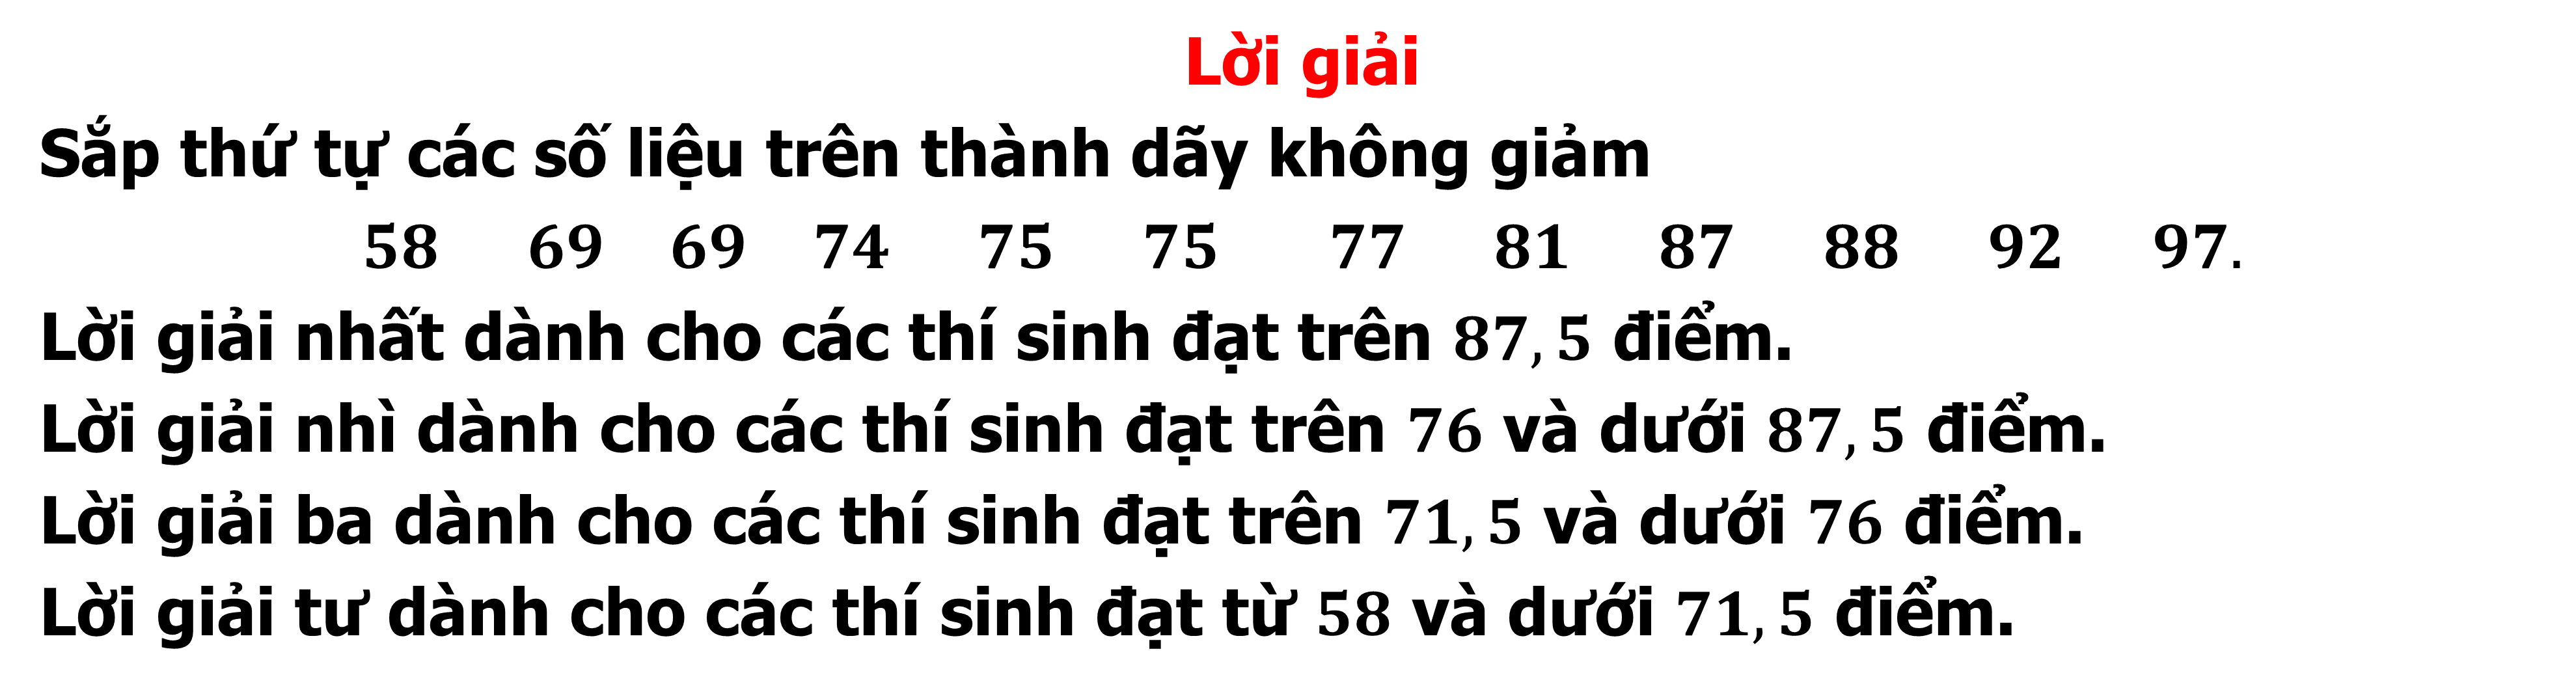 Lời giải
Sắp thứ tự các số liệu trên thành dãy không giảm
58 69 69 74 75 75 77 81 87 88 92 97.
Lời giải nhất dành cho các thí sinh đạt trên 87, 5 điểm.
Lời giải nhì dành cho các thí sinh đạt trên 76 và dưới 87, 5 điểm.
Lời giải ba dành cho các thí sinh đạt trên 71, 5 và dưới 76 điểm.
Lời giải tư dành cho các thí sinh đạt từ 58 và dưới 71, 5 điểm.